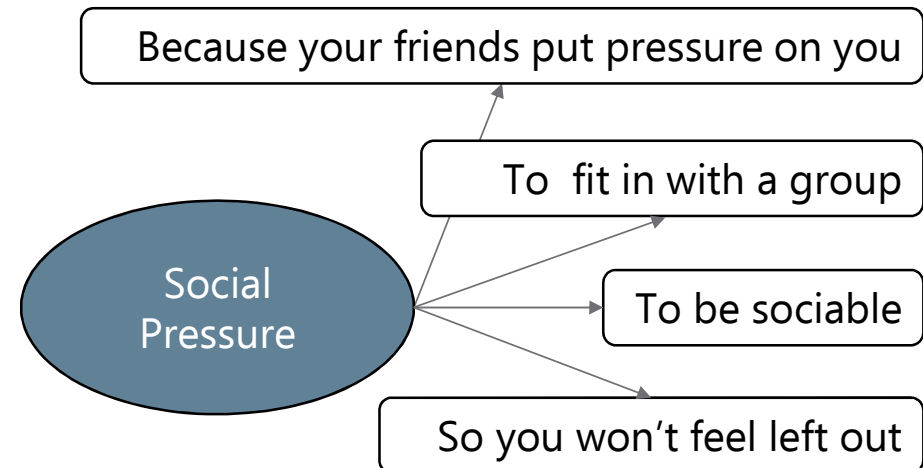 Because your friends put pressure on you
To  fit in with a group
Social
Pressure
To be sociable
So you won’t feel left out